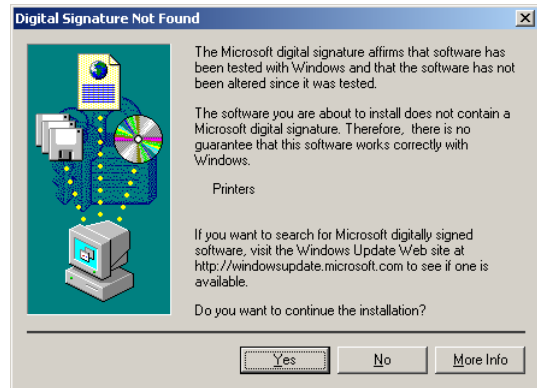 Digital Signature Not Found
The Microsoft digital signature affirms that software has
been tested with Windows and that the software has not
been altered since it was tested.
The software you are about to install does not contain a
Microsoft digital signature. Therefore, there is no
guarantee that this software works correctly with
Windows.
Printers
If you want to search for Microsoft digitally signed
software, visit the Windows Update Web site at
http://windowsupdate.microsoft.com to see if one is
available.
Do you want to continue the installation?
Yes No More Info